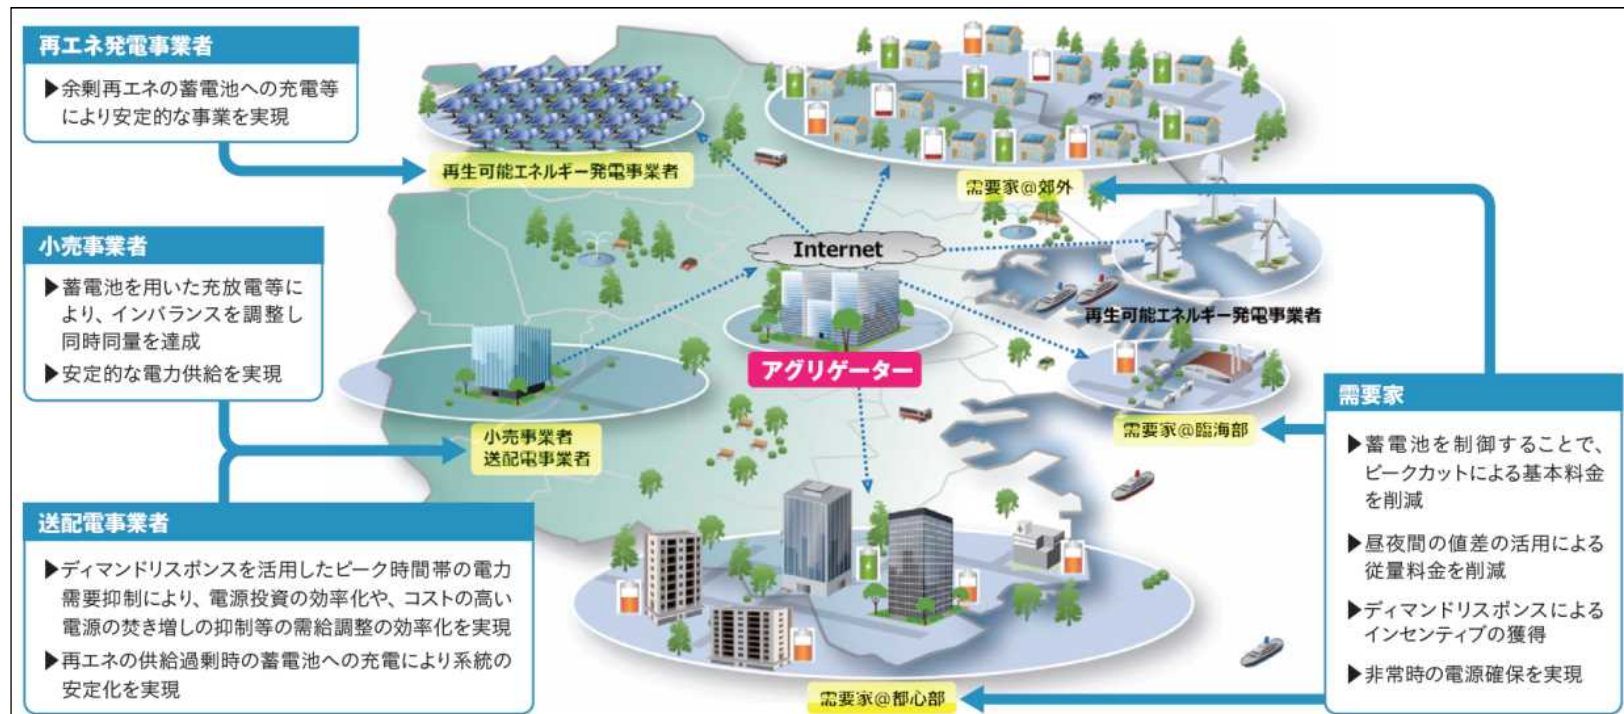 再エネ発電事業者
▶余剰再エネの蓄電池への充電等
により安定的な事業を実現
再生可能エネルギー発電事業者
需要家@郊外
小売事業者
▶蓄電池を用いた充放電等に
より、インバランスを調整し
同時同量を達成
▶安定的な電力供給を実現
Internet
アグリゲーター
再生可能エネルギー発電事業者
小売事業者
送配電事業者
需要家@臨海部
需要家
▶蓄電池を制御することで、
ピークカットによる基本料金
を削減
▶昼夜間の値差の活用による
従量料金を削減
▶ディマンドリスポンスによる
インセンティブの獲得
▶非常時の電源確保を実現
送配電事業者
▶ディマンドリスポンスを活用したピーク時間帯の電力
需要抑制により、電源投資の効率化や、コストの高い
電源の焚き増しの抑制等の需給調整の効率化を実現
▶再エネの供給過剰時の蓄電池への充電により系統の
安定化を実現
需要家@都心部